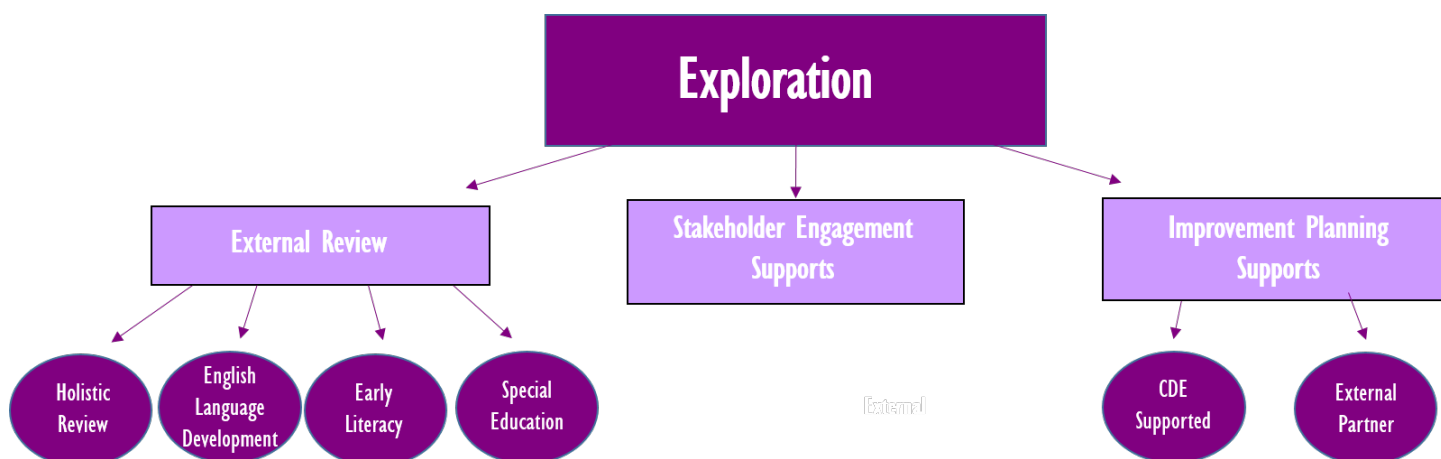 Exploration
External Review
Stakeholder Engagement
Supports
Improvement Planning
Supports
Holistic
Review
English
Language
Development
Early
Literacy
Special
Education
External
CDE
Supported
External
Partner